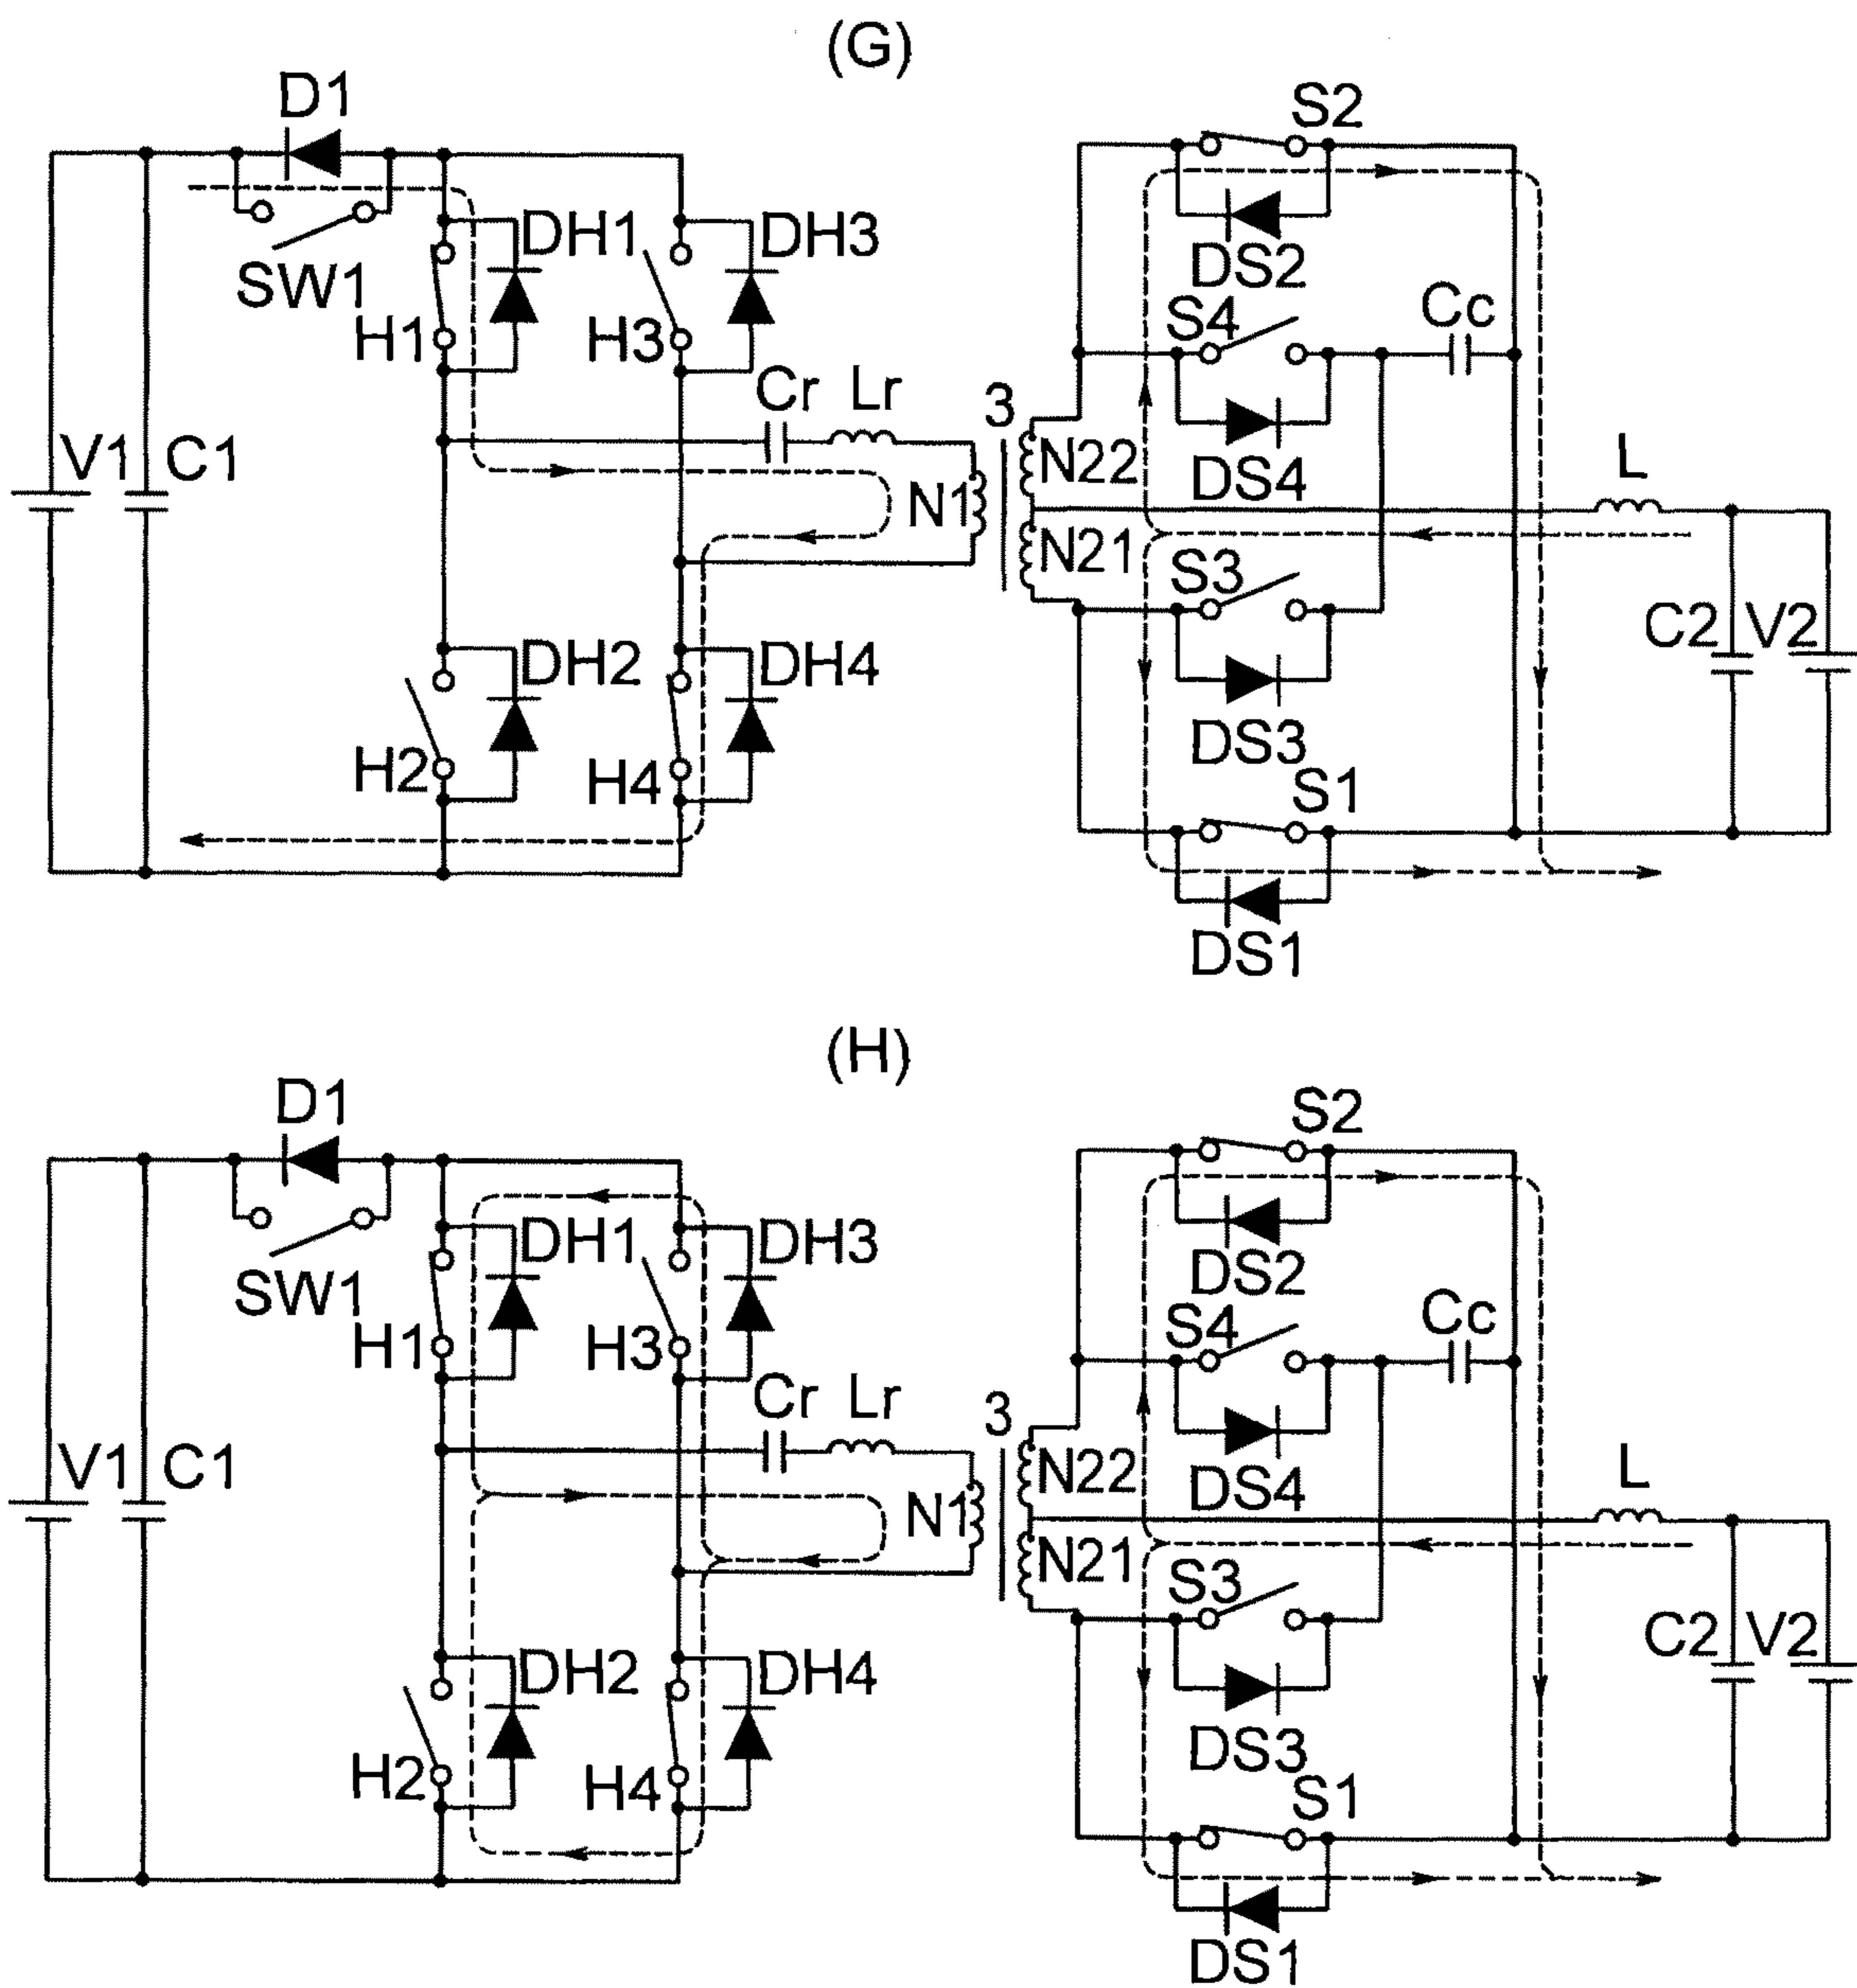 (G)
D1
S2
DH1
DH3
DS2
SW1
S4
Cc
H1
H3
Cr
Lr
3
V1
C1
N22
DS4
L
N1
N21
S3
C2
V2
DH2
DH4
DS3
H2
H4
S1
DS1
(H)
D1
S2
DH1
DH3
DS2
SW1
S4
Cc
H1
H3
Cr
Lr
3
V1
C1
N22
DS4
L
N1
N21
S3
C2
V2
DH2
DH4
DS3
H2
H4
S1
DS1